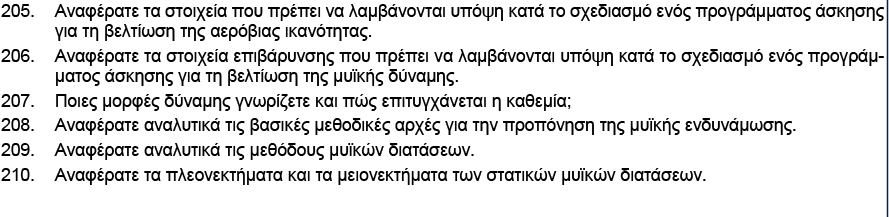 205. Αναφέρατε τα στοιχεία που πρέπει να λαμβάνονται υπόψη κατά το σχεδιασμό ενός προγράμματος άσκησης
για τη βελτίωση της αερόβιας ικανότητας.
206. Αναφέρατε τα στοιχεία επιβάρυνσης που πρέπει να λαμβάνονται υπόψη κατά το σχεδιασμό ενός προγράμ-
ματος άσκησης για τη βελτίωση της μυϊκής δύναμης.
207. Ποιες μορφές δύναμης γνωρίζετε και πώς επιτυγχάνεται η καθεμία;
208. Αναφέρατε αναλυτικά τις βασικές μεθοδικές αρχές για την προπόνηση της μυϊκής ενδυνάμωσης.
209. Αναφέρατε αναλυτικά τις μεθόδους μυϊκών διατάσεων.
210. Αναφέρατε τα πλεονεκτήματα και τα μειονεκτήματα των στατικών μυϊκών διατάσεων.